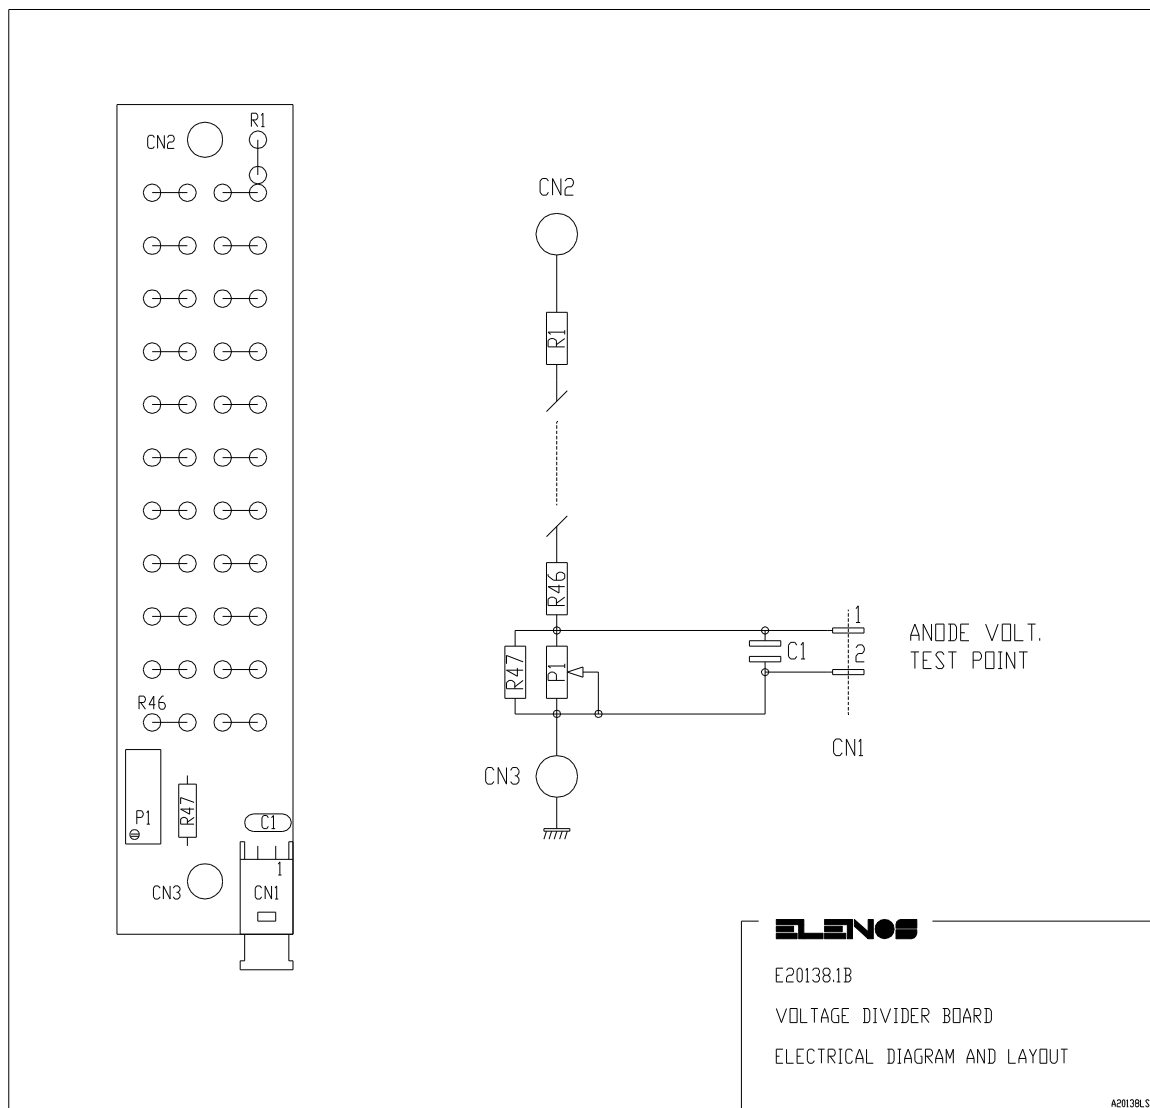 R1
CN2
R46
P1
R47
C1
1
CN3
CN1
CN2
R1
R46
R47
P1
C1
1
2
ANODE VOLT.
TEST POINT
CN1
CN3
ELENOS
E20138.1B
VOLTAGE DIVIDER BOARD
ELECTRICAL DIAGRAM AND LAYOUT
A20138LS